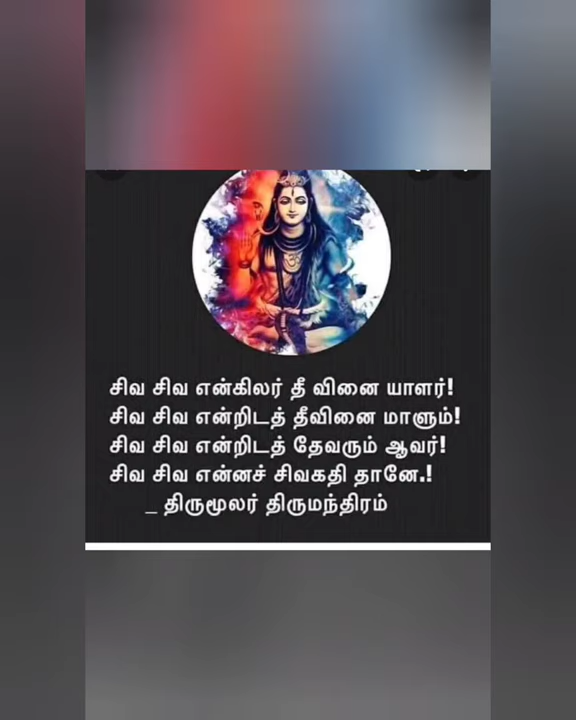 சிவ சிவ என்கிலர் தீ வினை யாளர்!
சிவ சிவ என்றிடத் தீவினை மாளும்!
சிவ சிவ என்றிடத் தேவரும் ஆவர்!
சிவ சிவ என்னச் சிவகதி தானே.!
_ திருமூலர் திருமந்திரம்